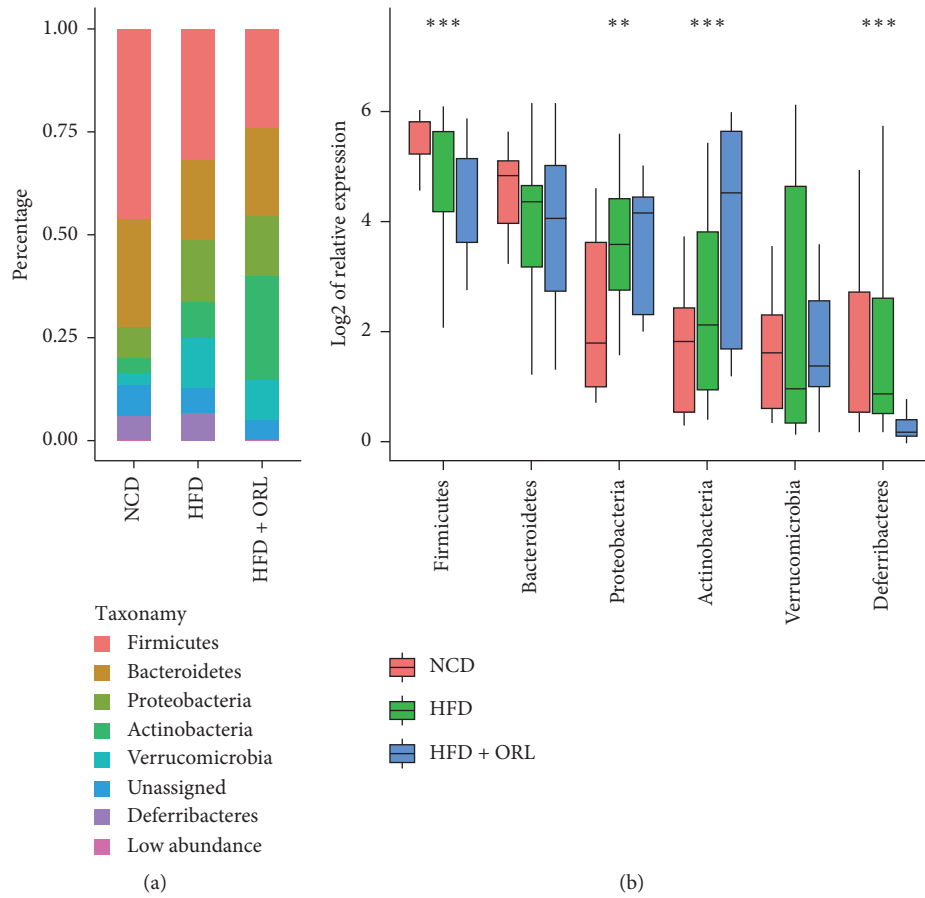 1.00
0.75
0.50
0.25
0.00
Percentage
NCD
HFD
HFD + ORL
Taxonamy
Firmicutes
Bacteroidetes
Proteobacteria
Actinobacteria
Verrucomicrobia
Unassigned
Deferribacteres
Low abundance
(a)
*** ** *** ***
6
4
2
0
Log2 of relative expression
Firmicutes
Bacteroidetes
Proteobacteria
Actinobacteria
Verrucomicrobia
Deferribacteres
NCD
HFD
HFD + ORL
(b)